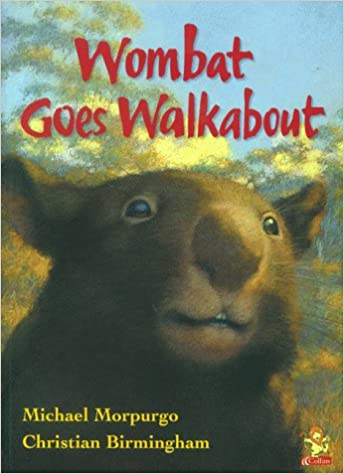 Wombat
Goes Walkabout
Michael Morpurgo
Christian Birmingham
Collins